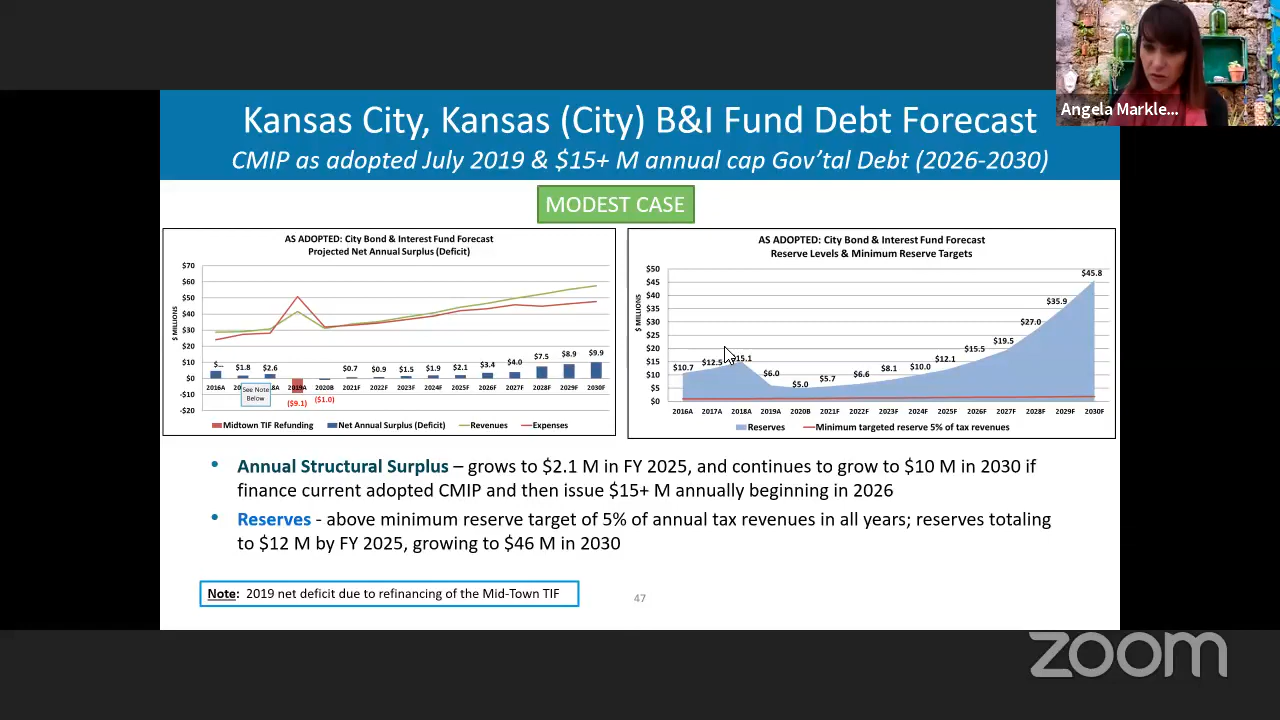 Angela Markle...
Kansas City, Kansas (City) B&I Fund Debt Forecast
CMIP as adopted July 2019 & $15+ M annual cap Gov'tal Debt (2026-2030)
MODEST CASE
AS ADOPTED: City Bond & Interest Fund Forecast
Projected Net Annual Surplus (Deficit)
$ MILLIONS
$70
$60
$50
$40
$30
$20
$10
$0
-$10
-$20
$... $1.8 $2.6 $0.7 $0.9 $1.5 $1.9 $2.1 $3.4 $4.0 $7.5 $8.9 $9.9
2016A 20 8A 2019A 2020B 2021F 2022F 2023F 2024F 2025F 2026F 2027F 2028F 2029F 2030F
See Note
Below
($9.1) ($1.0)
Midtown TIF Refunding Net Annual Surplus (Deficit) Revenues Expenses
AS ADOPTED: City Bond & Interest Fund Forecast
Reserve Levels & Minimum Reserve Targets
$ MILLIONS
$50
$45
$40
$35
$30
$25
$20
$15
$10
$5
$0
$10.7 $12.5 $15.1 $6.0 $5.0 $5.7 $6.6 $8.1 $10.0 $12.1 $15.5 $19.5 $27.0 $35.9 $45.8
2016A 2017A 2018A 2019A 2020B 2021F 2022F 2023F 2024F 2025F 2026F 2027F 2028F 2029F 2030F
Reserves Minimum targeted reserve 5% of tax revenues
• Annual Structural Surplus – grows to $2.1 M in FY 2025, and continues to grow to $10 M in 2030 if
finance current adopted CMIP and then issue $15+ M annually beginning in 2026
• Reserves - above minimum reserve target of 5% of annual tax revenues in all years; reserves totaling
to $12 M by FY 2025, growing to $46 M in 2030
Note: 2019 net deficit due to refinancing of the Mid-Town TIF
47
zoom